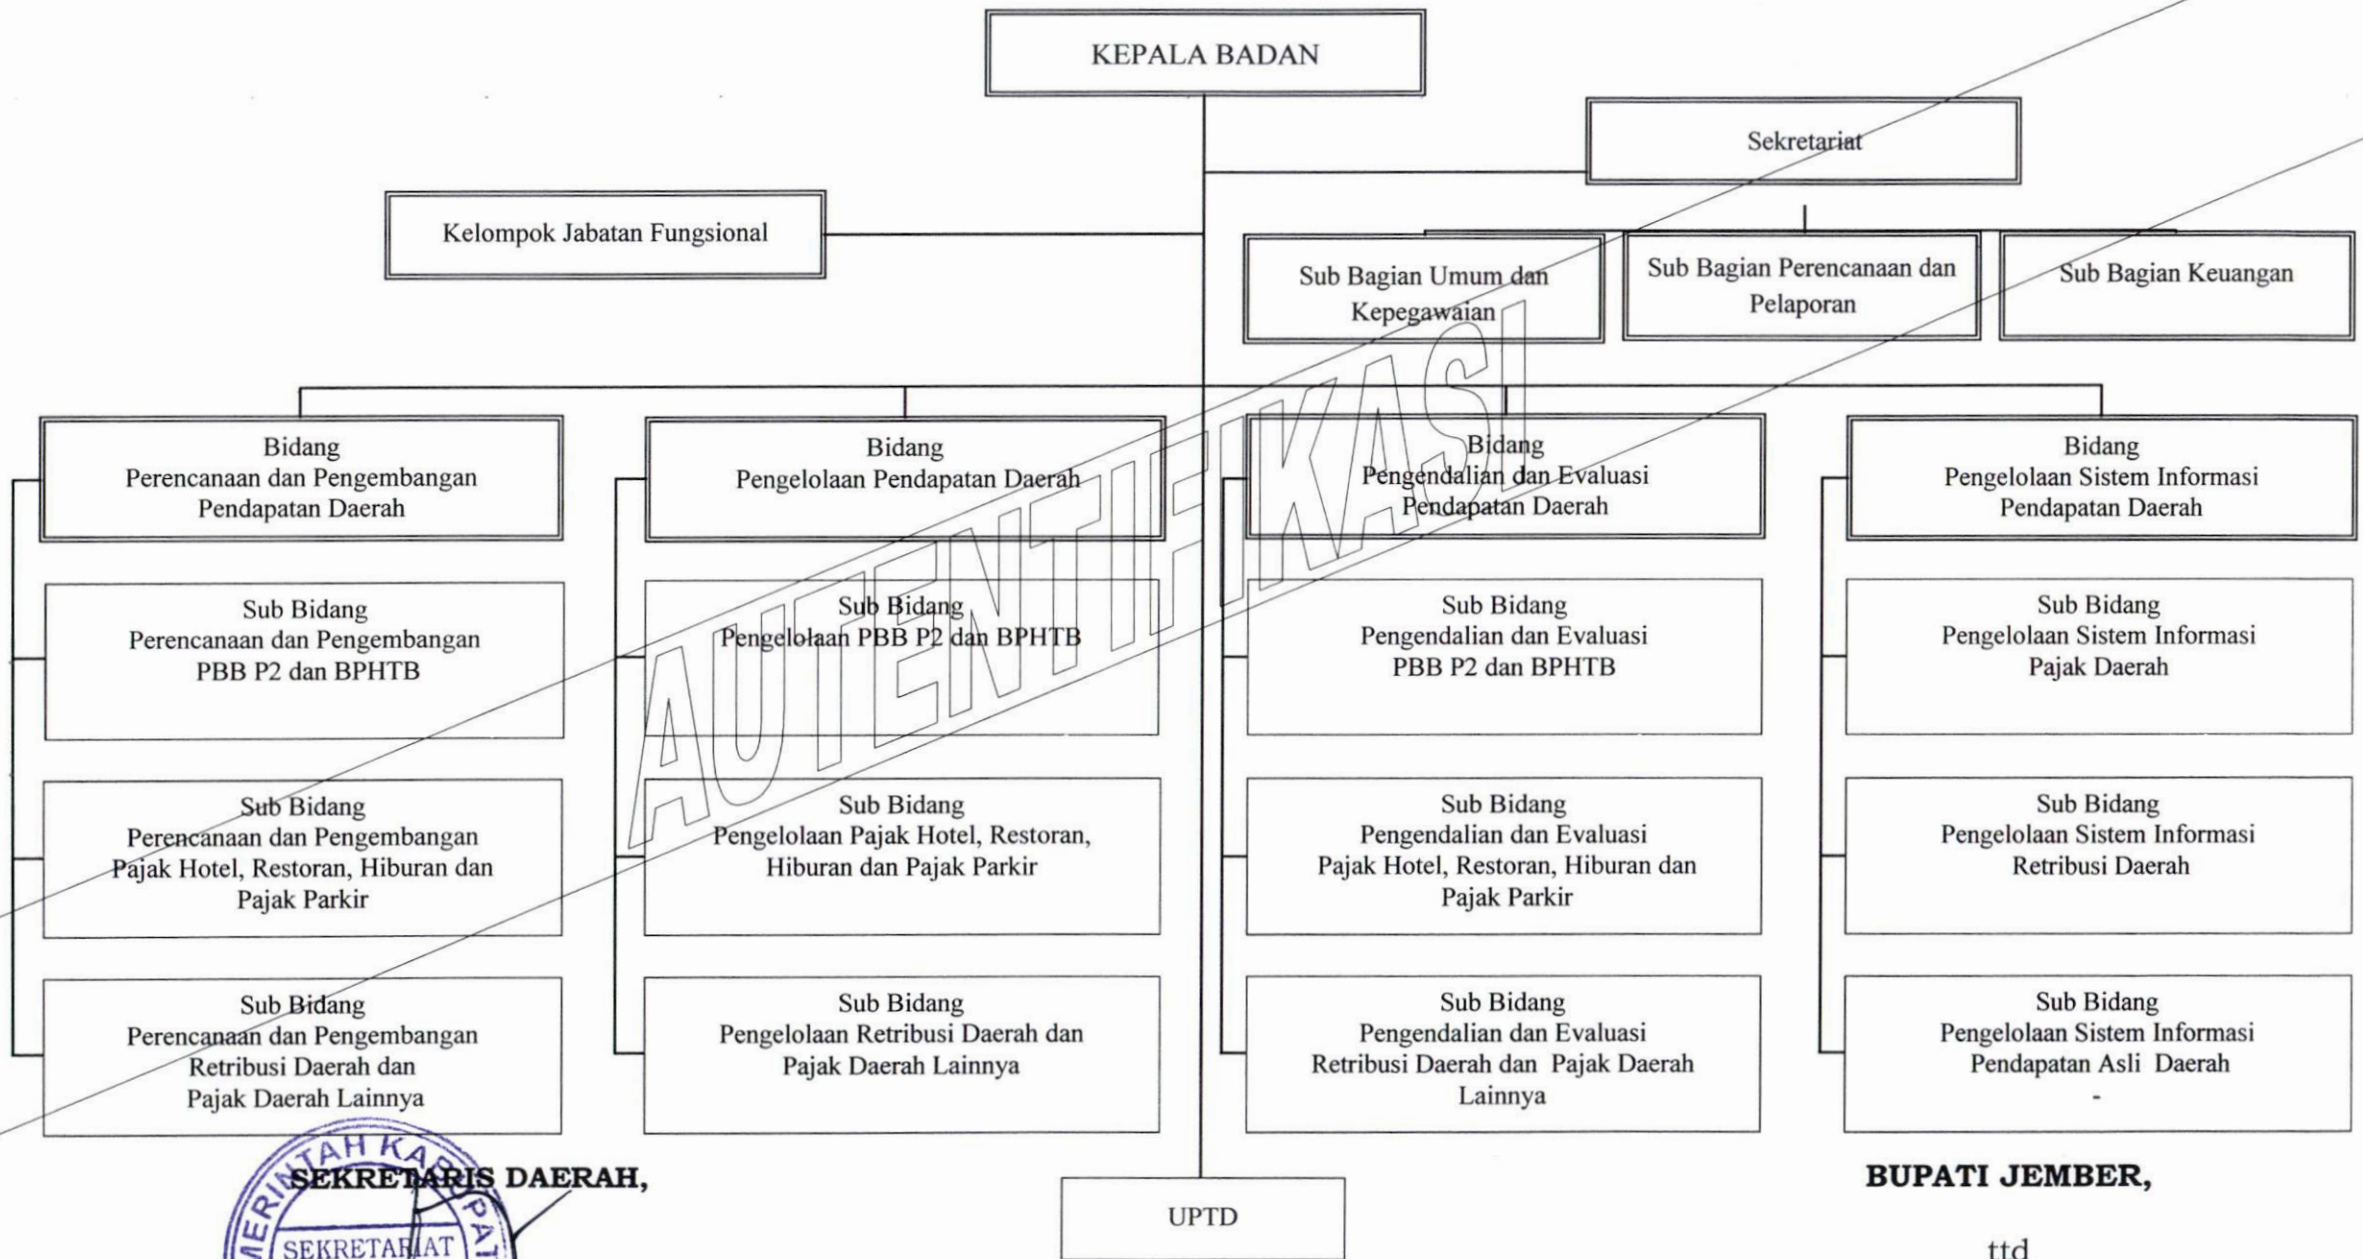 KEPALA BADAN
Sekretariat
Kelompok Jabatan Fungsional
Sub Bagian Umum dan
Kepegawaian
Sub Bagian Perencanaan dan
Pelaporan
Sub Bagian Keuangan
Bidang
Perencanaan dan Pengembangan
Pendapatan Daerah
Bidang
Pengelolaan Pendapatan Daerah
Bidang
Pengendalian dan Evaluasi
Pendapatan Daerah
Bidang
Pengelolaan Sistem Informasi
Pendapatan Daerah
Sub Bidang
Perencanaan dan Pengembangan
PBB P2 dan BPHTB
Sub Bidang
Pengelolaan PBB P2 dan BPHTB
Sub Bidang
Pengendalian dan Evaluasi
PBB P2 dan BPHTB
Sub Bidang
Pengelolaan Sistem Informasi
Pajak Daerah
Sub Bidang
Perencanaan dan Pengembangan
Pajak Hotel, Restoran, Hiburan dan
Pajak Parkir
Sub Bidang
Pengelolaan Pajak Hotel, Restoran,
Hiburan dan Pajak Parkir
Sub Bidang
Pengendalian dan Evaluasi
Pajak Hotel, Restoran, Hiburan dan
Pajak Parkir
Sub Bidang
Pengelolaan Sistem Informasi
Retribusi Daerah
Sub Bidang
Perencanaan dan Pengembangan
Retribusi Daerah dan
Pajak Daerah Lainnya
Sub Bidang
Pengelolaan Retribusi Daerah dan
Pajak Daerah Lainnya
Sub Bidang
Pengendalian dan Evaluasi
Retribusi Daerah dan Pajak Daerah
Lainnya
Sub Bidang
Pengelolaan Sistem Informasi
Pendapatan Asli Daerah
-
AUTENTIFIKASI
SEKRETARIS DAERAH,
MERINTAH KABUPAT
SEKRETARIAT
UPTD
BUPATI JEMBER,
ttd